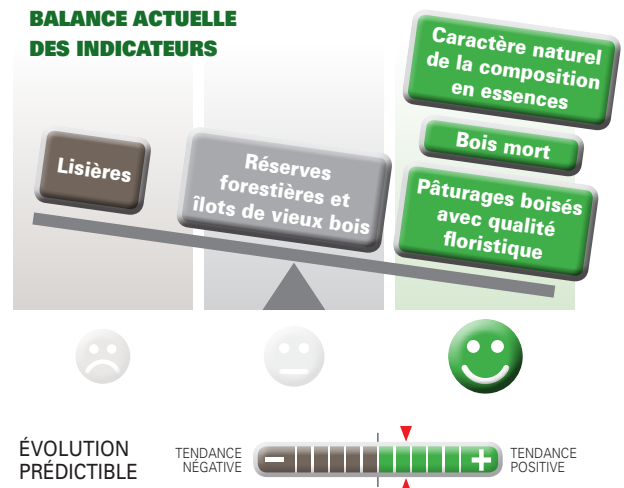 BALANCE ACTUELLE
DES INDICATEURS
Lisières
Réserves
forestières et
îlots de vieux bois
Caractère naturel
de la composition
en essences
Bois mort
Pâturages boisés
avec qualité
floristique
ÉVOLUTION
PRÉDICTIBLE
TENDANCE
NÉGATIVE
−
+
TENDANCE
POSITIVE